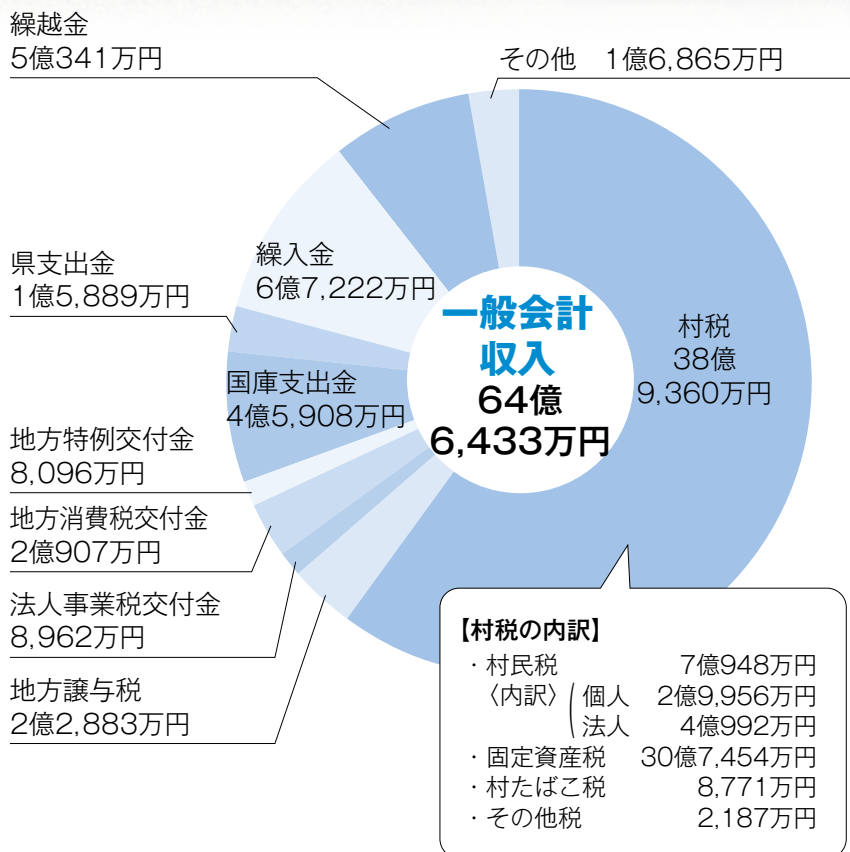 繰越金
5億341万円
その他　1億6,865万円
県支出金
1億5,889万円
繰入金
6億7,222万円
一般会計
収入
64億
6,433万円
村税
38億
9,360万円
国庫支出金
4億5,908万円
地方特例交付金
8,096万円
地方消費税交付金
2億907万円
法人事業税交付金
8,962万円
地方譲与税
2億2,883万円
【村税の内訳】
・村民税　7億948万円
〈内訳〉（個人　2億9,956万円
法人　4億992万円
・固定資産税　30億7,454万円
・村たばこ税　8,771万円
・その他税　2,187万円